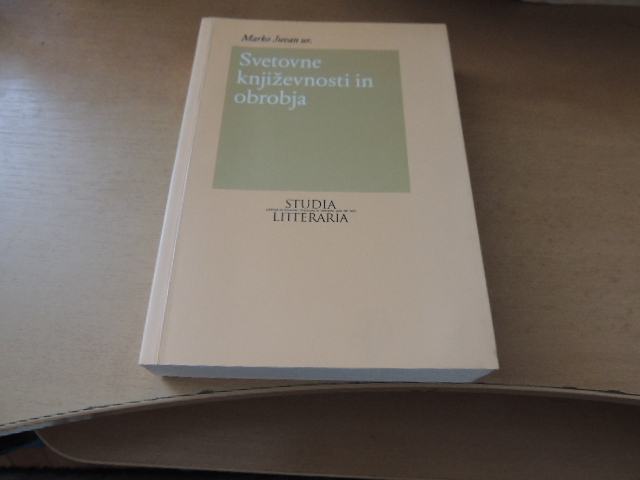 Marko Juvan ur.
Svetovne
književnosti in
obrobja
STUDIA
LITTERARIA